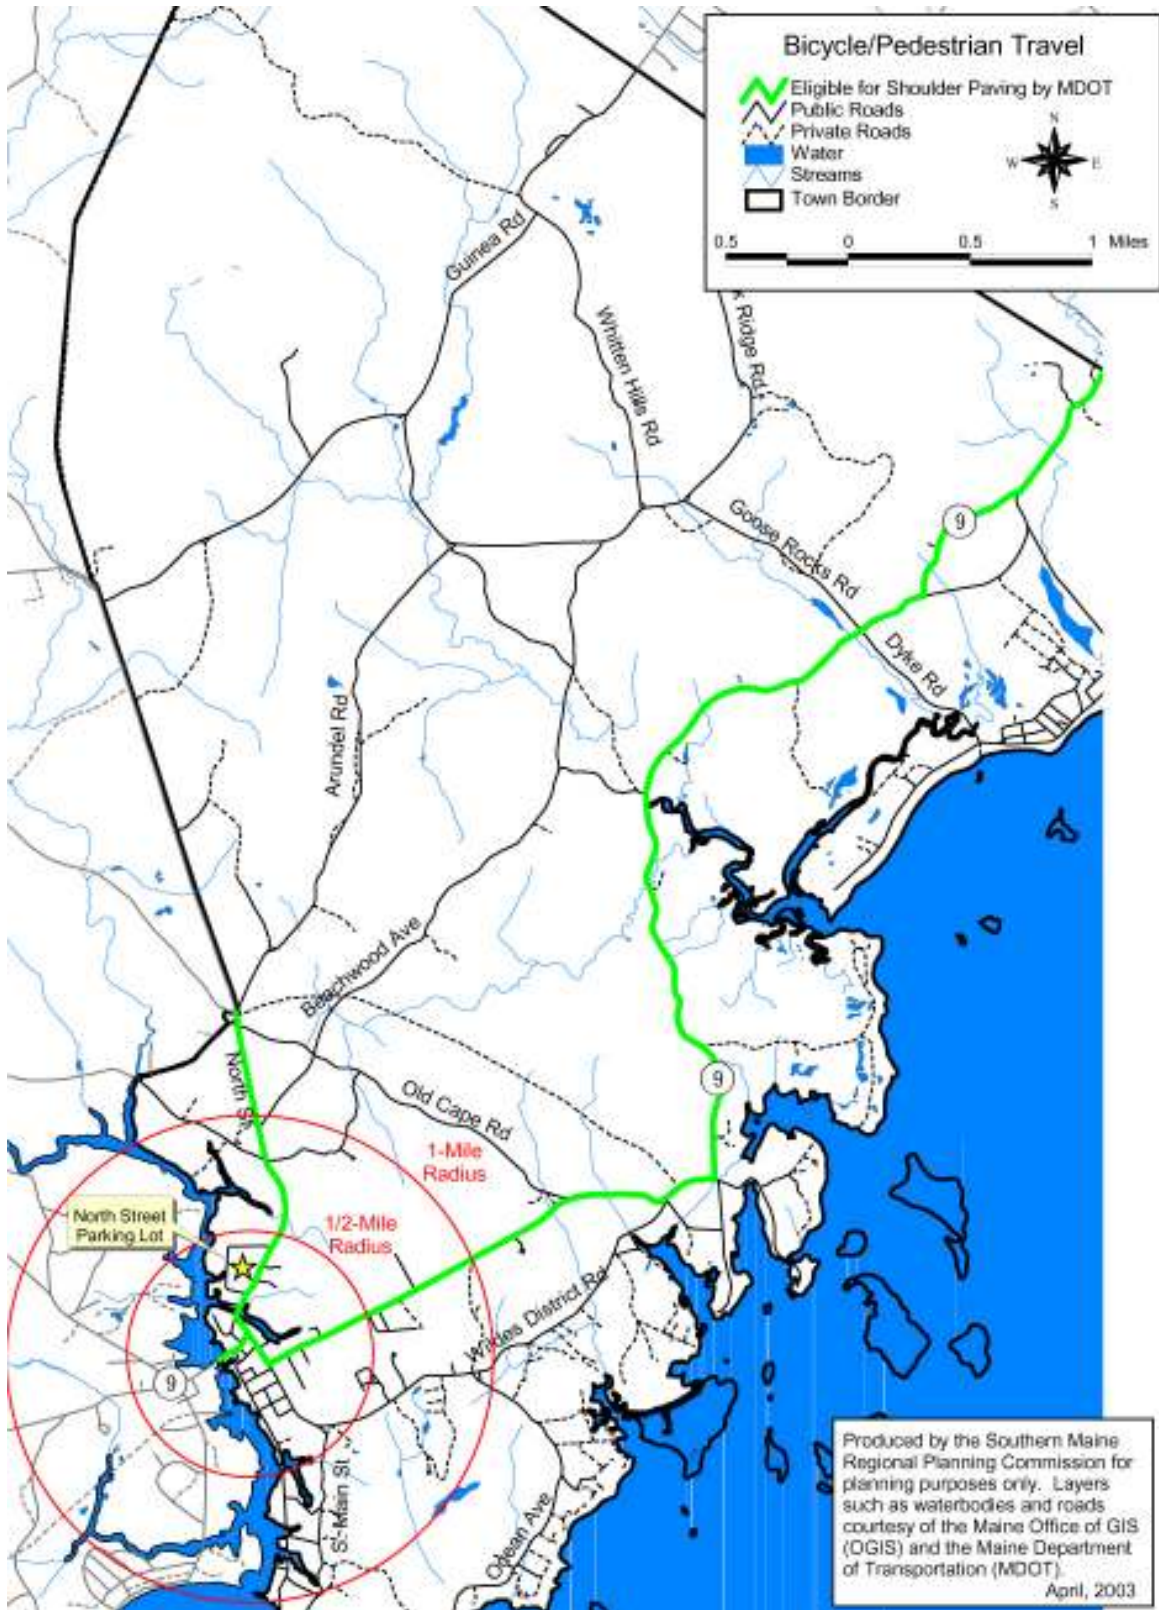 Bicycle/Pedestrian Travel
Eligible for Shoulder Paving by MDOT
Public Roads
Private Roads
Water
Streams
Town Border
N
W E
S
0.5 0 0.5 1 Miles
Guinea Rd
Whitten Hills Rd
k Ridge Rd
9
Goose Rocks Rd
Dyke Rd
Arundel Rd
Beachwood Ave
North St
Old Cape Rd
9
1-Mile
Radius
North Street
Parking Lot
1/2-Mile
Radius
Wildes District Rd
9
S. Main St
Ocean Ave
Produced by the Southern Maine
Regional Planning Commission for
planning purposes only. Layers
such as waterbodies and roads
courtesy of the Maine Office of GIS
(OGIS) and the Maine Department
of Transportation (MDOT).
April, 2003